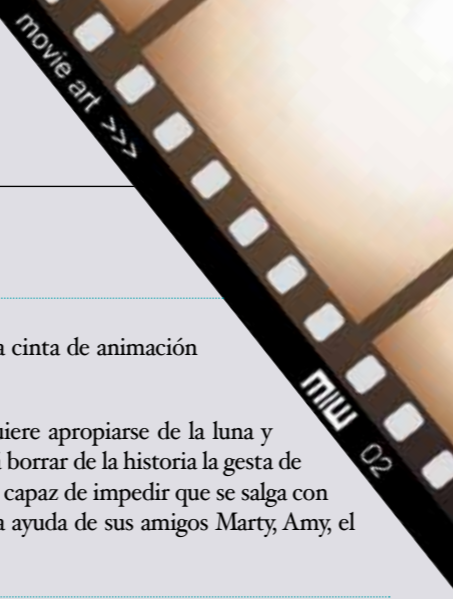 movie art >>>
a cinta de animación
uiere apropiarse de la luna y
i borrar de la historia la gesta de
capaz de impedir que se salga con
a ayuda de sus amigos Marty, Amy, el
02